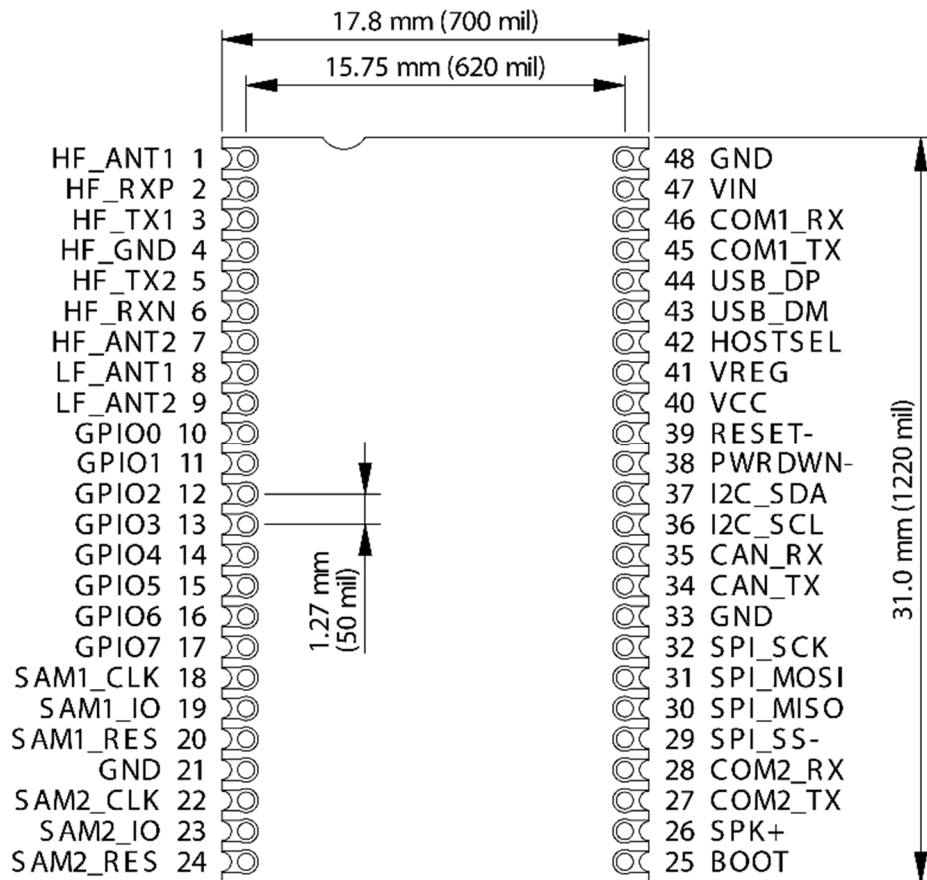 17.8 mm (700 mil)
15.75 mm (620 mil)
HF_ANT1 1
HF_RXP 2
HF_TX1 3
HF_GND 4
HF_TX2 5
HF_RXN 6
HF_ANT2 7
LF_ANT1 8
LF_ANT2 9
GPIO0 10
GPIO1 11
GPIO2 12
GPIO3 13
GPIO4 14
GPIO5 15
GPIO6 16
GPIO7 17
SAM1_CLK 18
SAM1_IO 19
SAM1_RES 20
GND 21
SAM2_CLK 22
SAM2_IO 23
SAM2_RES 24
1.27 mm
(50 mil)
48 GND
47 VIN
46 COM1_RX
45 COM1_TX
44 USB_DP
43 USB_DM
42 HOSTSEL
41 VREG
40 VCC
39 RESET-
38 PWRDWN-
37 I2C_SDA
36 I2C_SCL
35 CAN_RX
34 CAN_TX
33 GND
32 SPI_SCK
31 SPI_MOSI
30 SPI_MISO
29 SPI_SS-
28 COM2_RX
27 COM2_TX
26 SPK+
25 BOOT
31.0 mm (1220 mil)